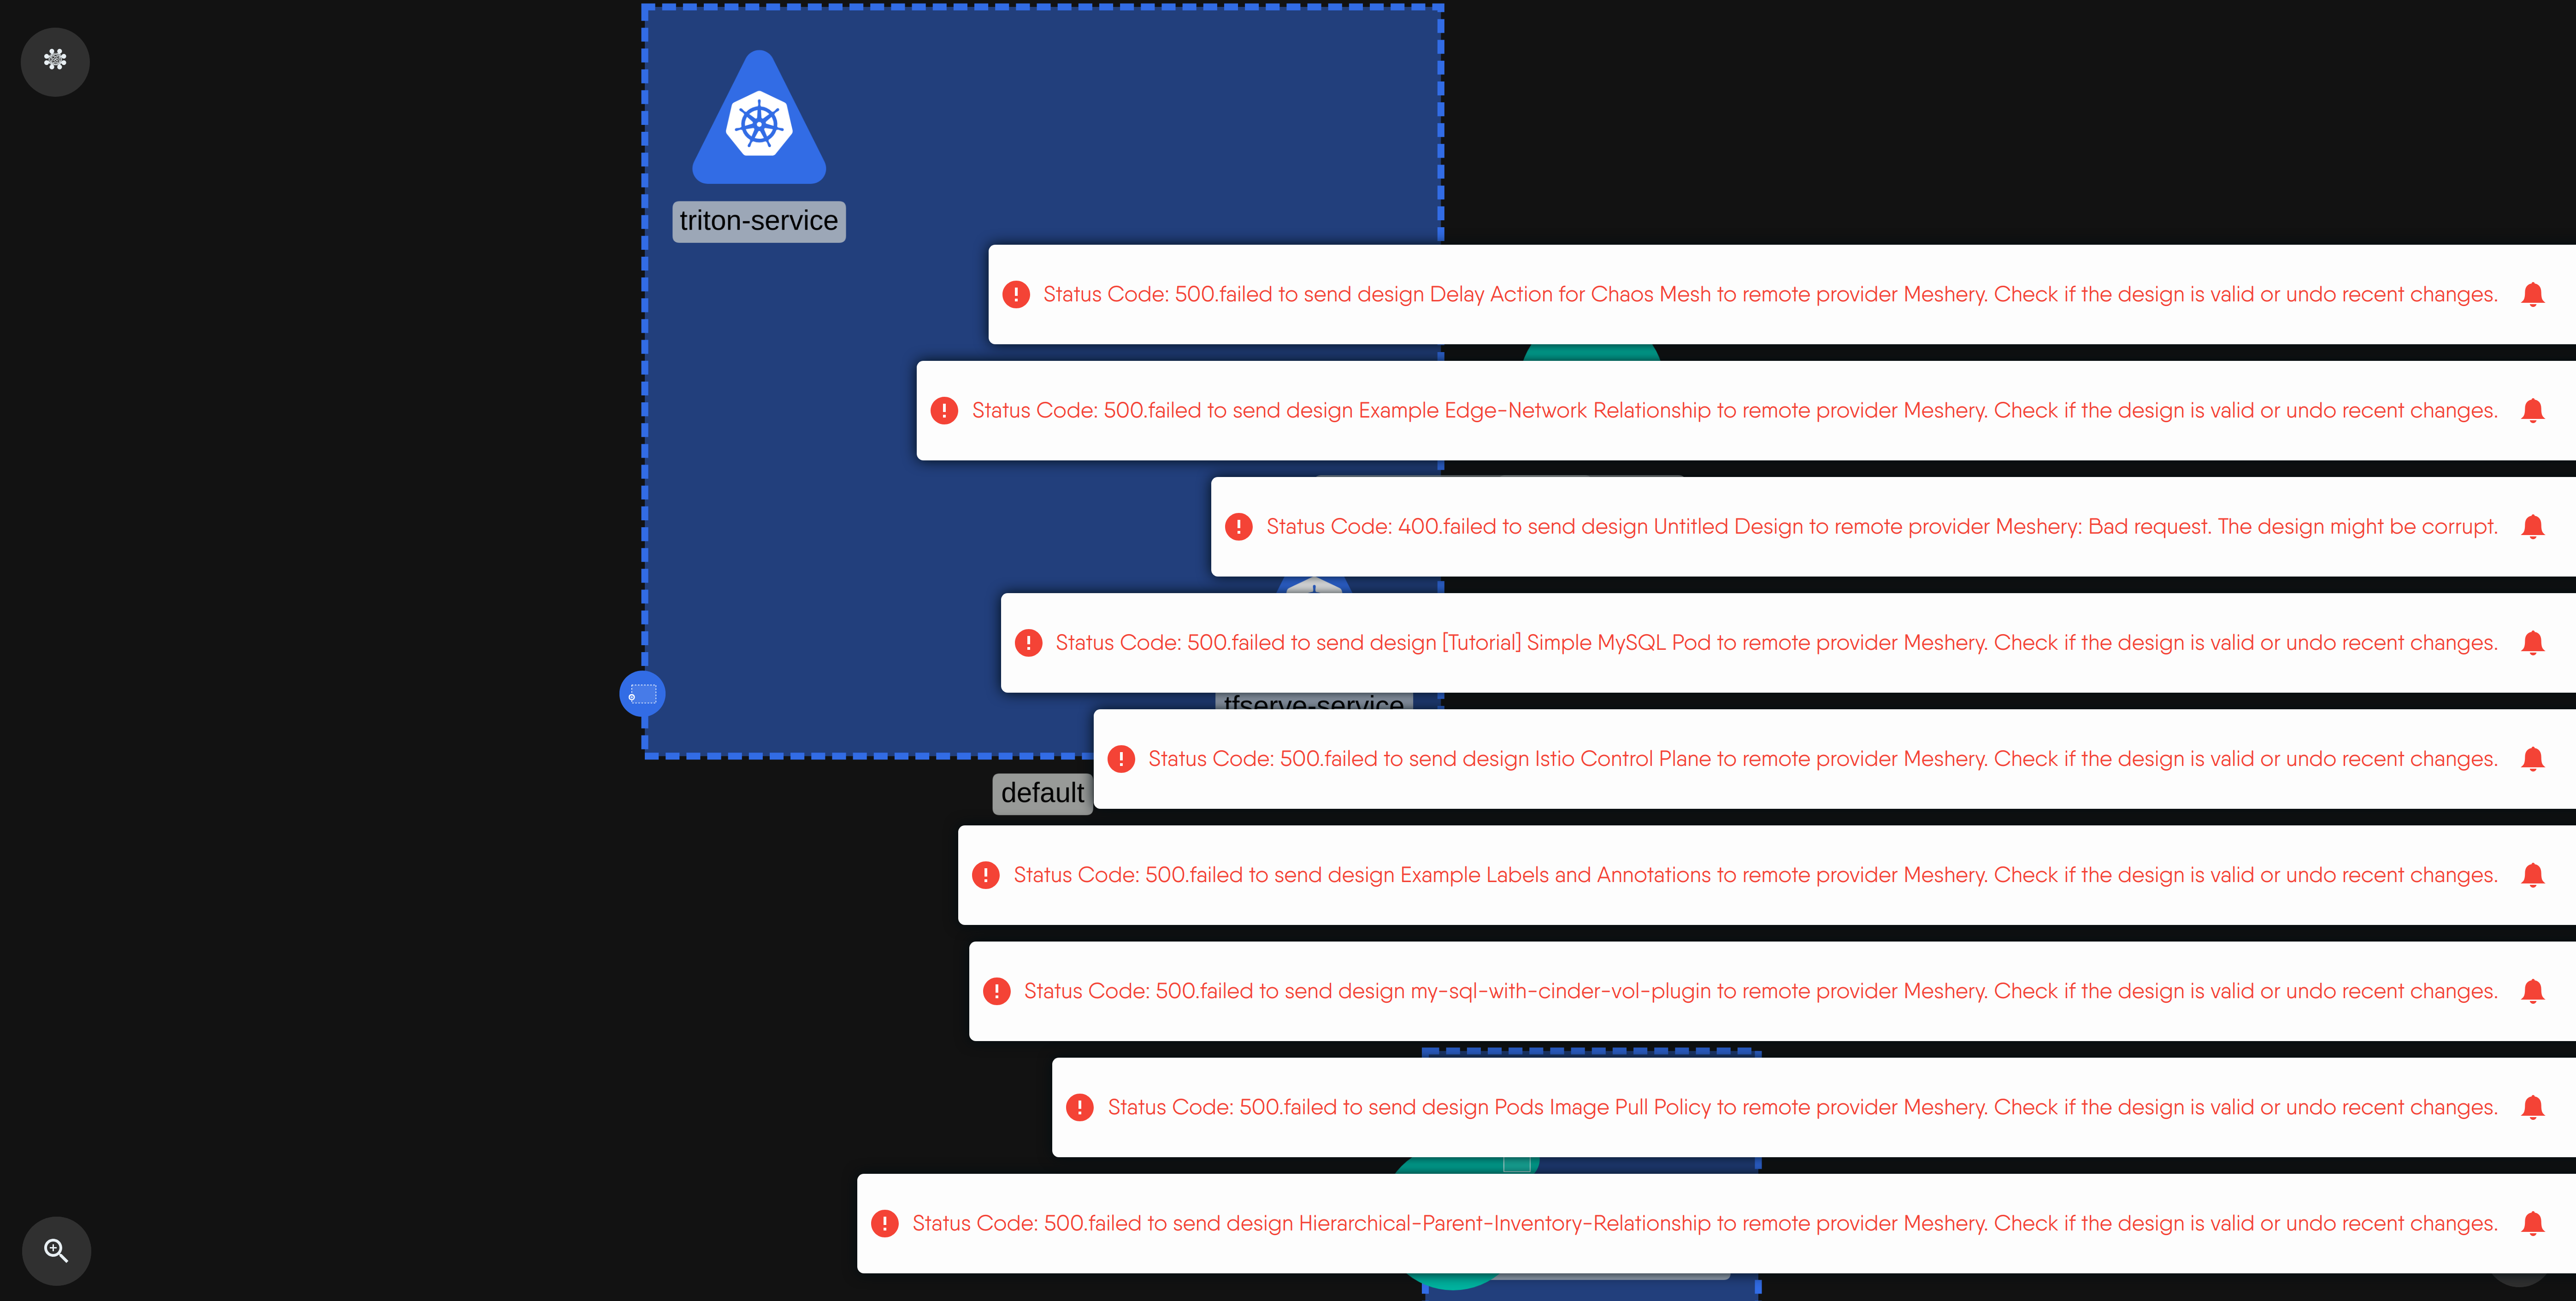 triton-service
Status Code: 500.failed to send design Delay Action for Chaos Mesh to remote provider Meshery. Check if the design is valid or undo recent changes.
Status Code: 500.failed to send design Example Edge-Network Relationship to remote provider Meshery. Check if the design is valid or undo recent changes.
Status Code: 400.failed to send design Untitled Design to remote provider Meshery: Bad request. The design might be corrupt.
Status Code: 500.failed to send design [Tutorial] Simple MySQL Pod to remote provider Meshery. Check if the design is valid or undo recent changes.
tfserve-service
Status Code: 500.failed to send design Istio Control Plane to remote provider Meshery. Check if the design is valid or undo recent changes.
default
Status Code: 500.failed to send design Example Labels and Annotations to remote provider Meshery. Check if the design is valid or undo recent changes.
Status Code: 500.failed to send design my-sql-with-cinder-vol-plugin to remote provider Meshery. Check if the design is valid or undo recent changes.
Status Code: 500.failed to send design Pods Image Pull Policy to remote provider Meshery. Check if the design is valid or undo recent changes.
Status Code: 500.failed to send design Hierarchical-Parent-Inventory-Relationship to remote provider Meshery. Check if the design is valid or undo recent changes.